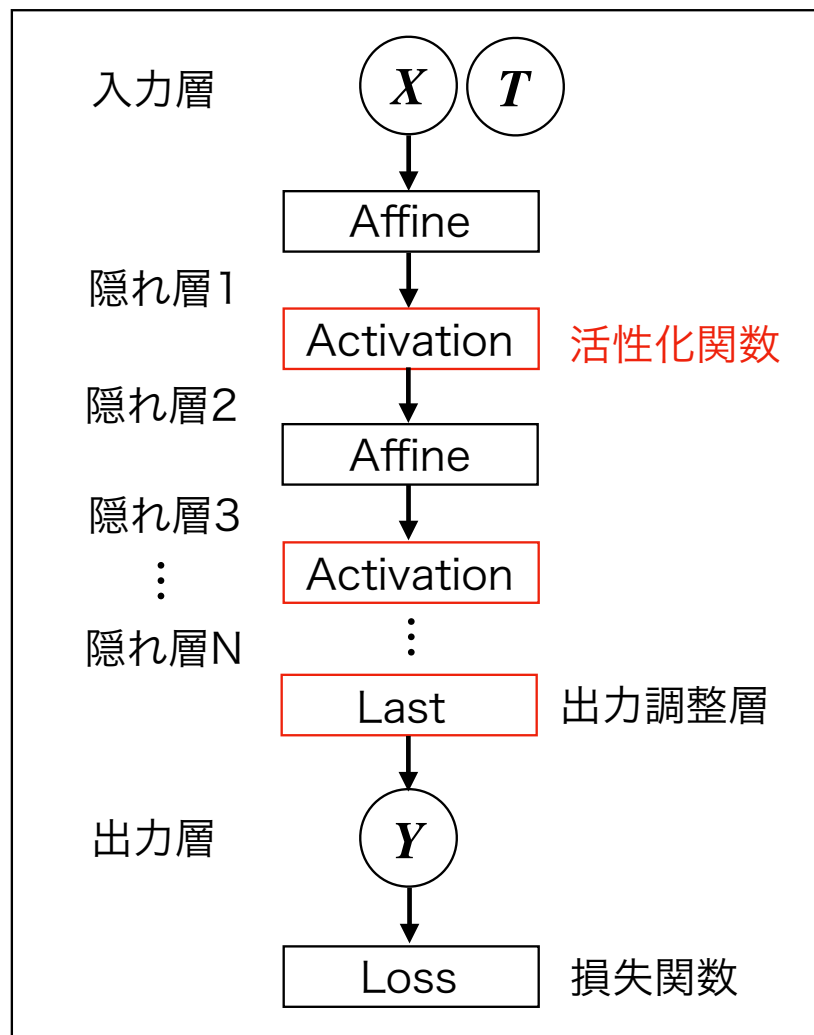 入力層 X T
Affine
隠れ層1
Activation 活性化関数
隠れ層2
Affine
隠れ層3
Activation
⋮
⋮
隠れ層N
Last 出力調整層
出力層 Y
Loss 損失関数